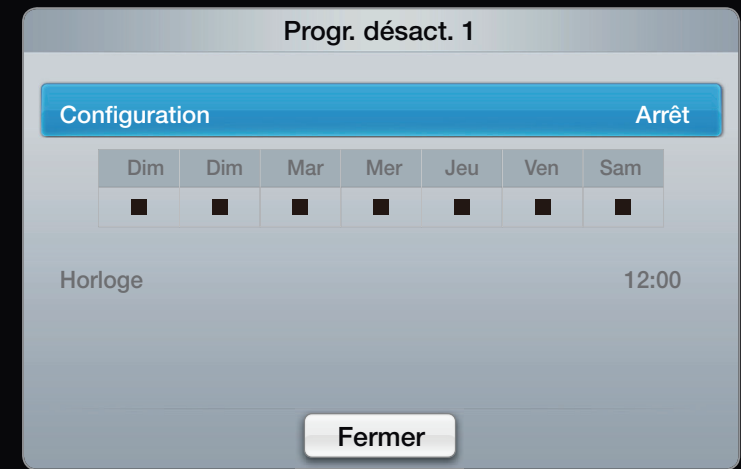 Progr. désact. 1
Configuration Arrêt
Dim Dim Mar Mer Jeu Ven Sam
Horloge 12:00
Fermer